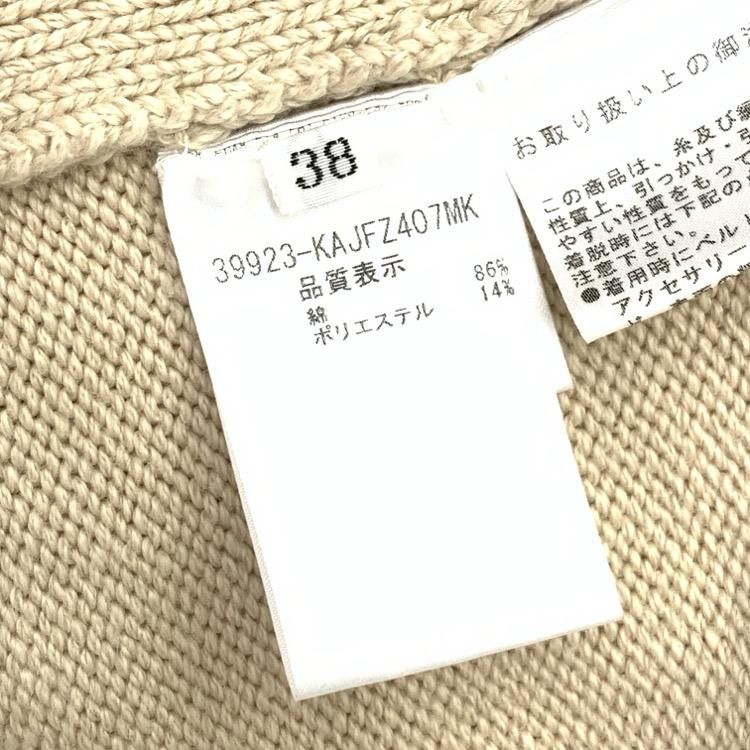 38
39923-KAJFZ407MK
品質表示
綿 86%
ポリエステル 14%
お取り扱い上の御注
この商品は、糸及び編
性質上、引っかけ・引
やすい性質をもって
着脱時には下記の
注意下さい。
●着用時にベル
アクセサリー